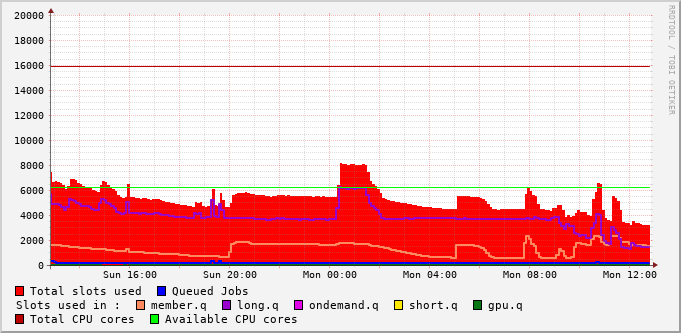 20000
18000
16000
14000
12000
10000
8000
6000
4000
2000
0
Sun 16:00 Sun 20:00 Mon 00:00 Mon 04:00 Mon 08:00 Mon 12:00
Total slots used Queued Jobs
Slots used in : member.q long.q ondemand.q short.q gpu.q
Total CPU cores Available CPU cores
RRDTOOL / TOBI OETIKER